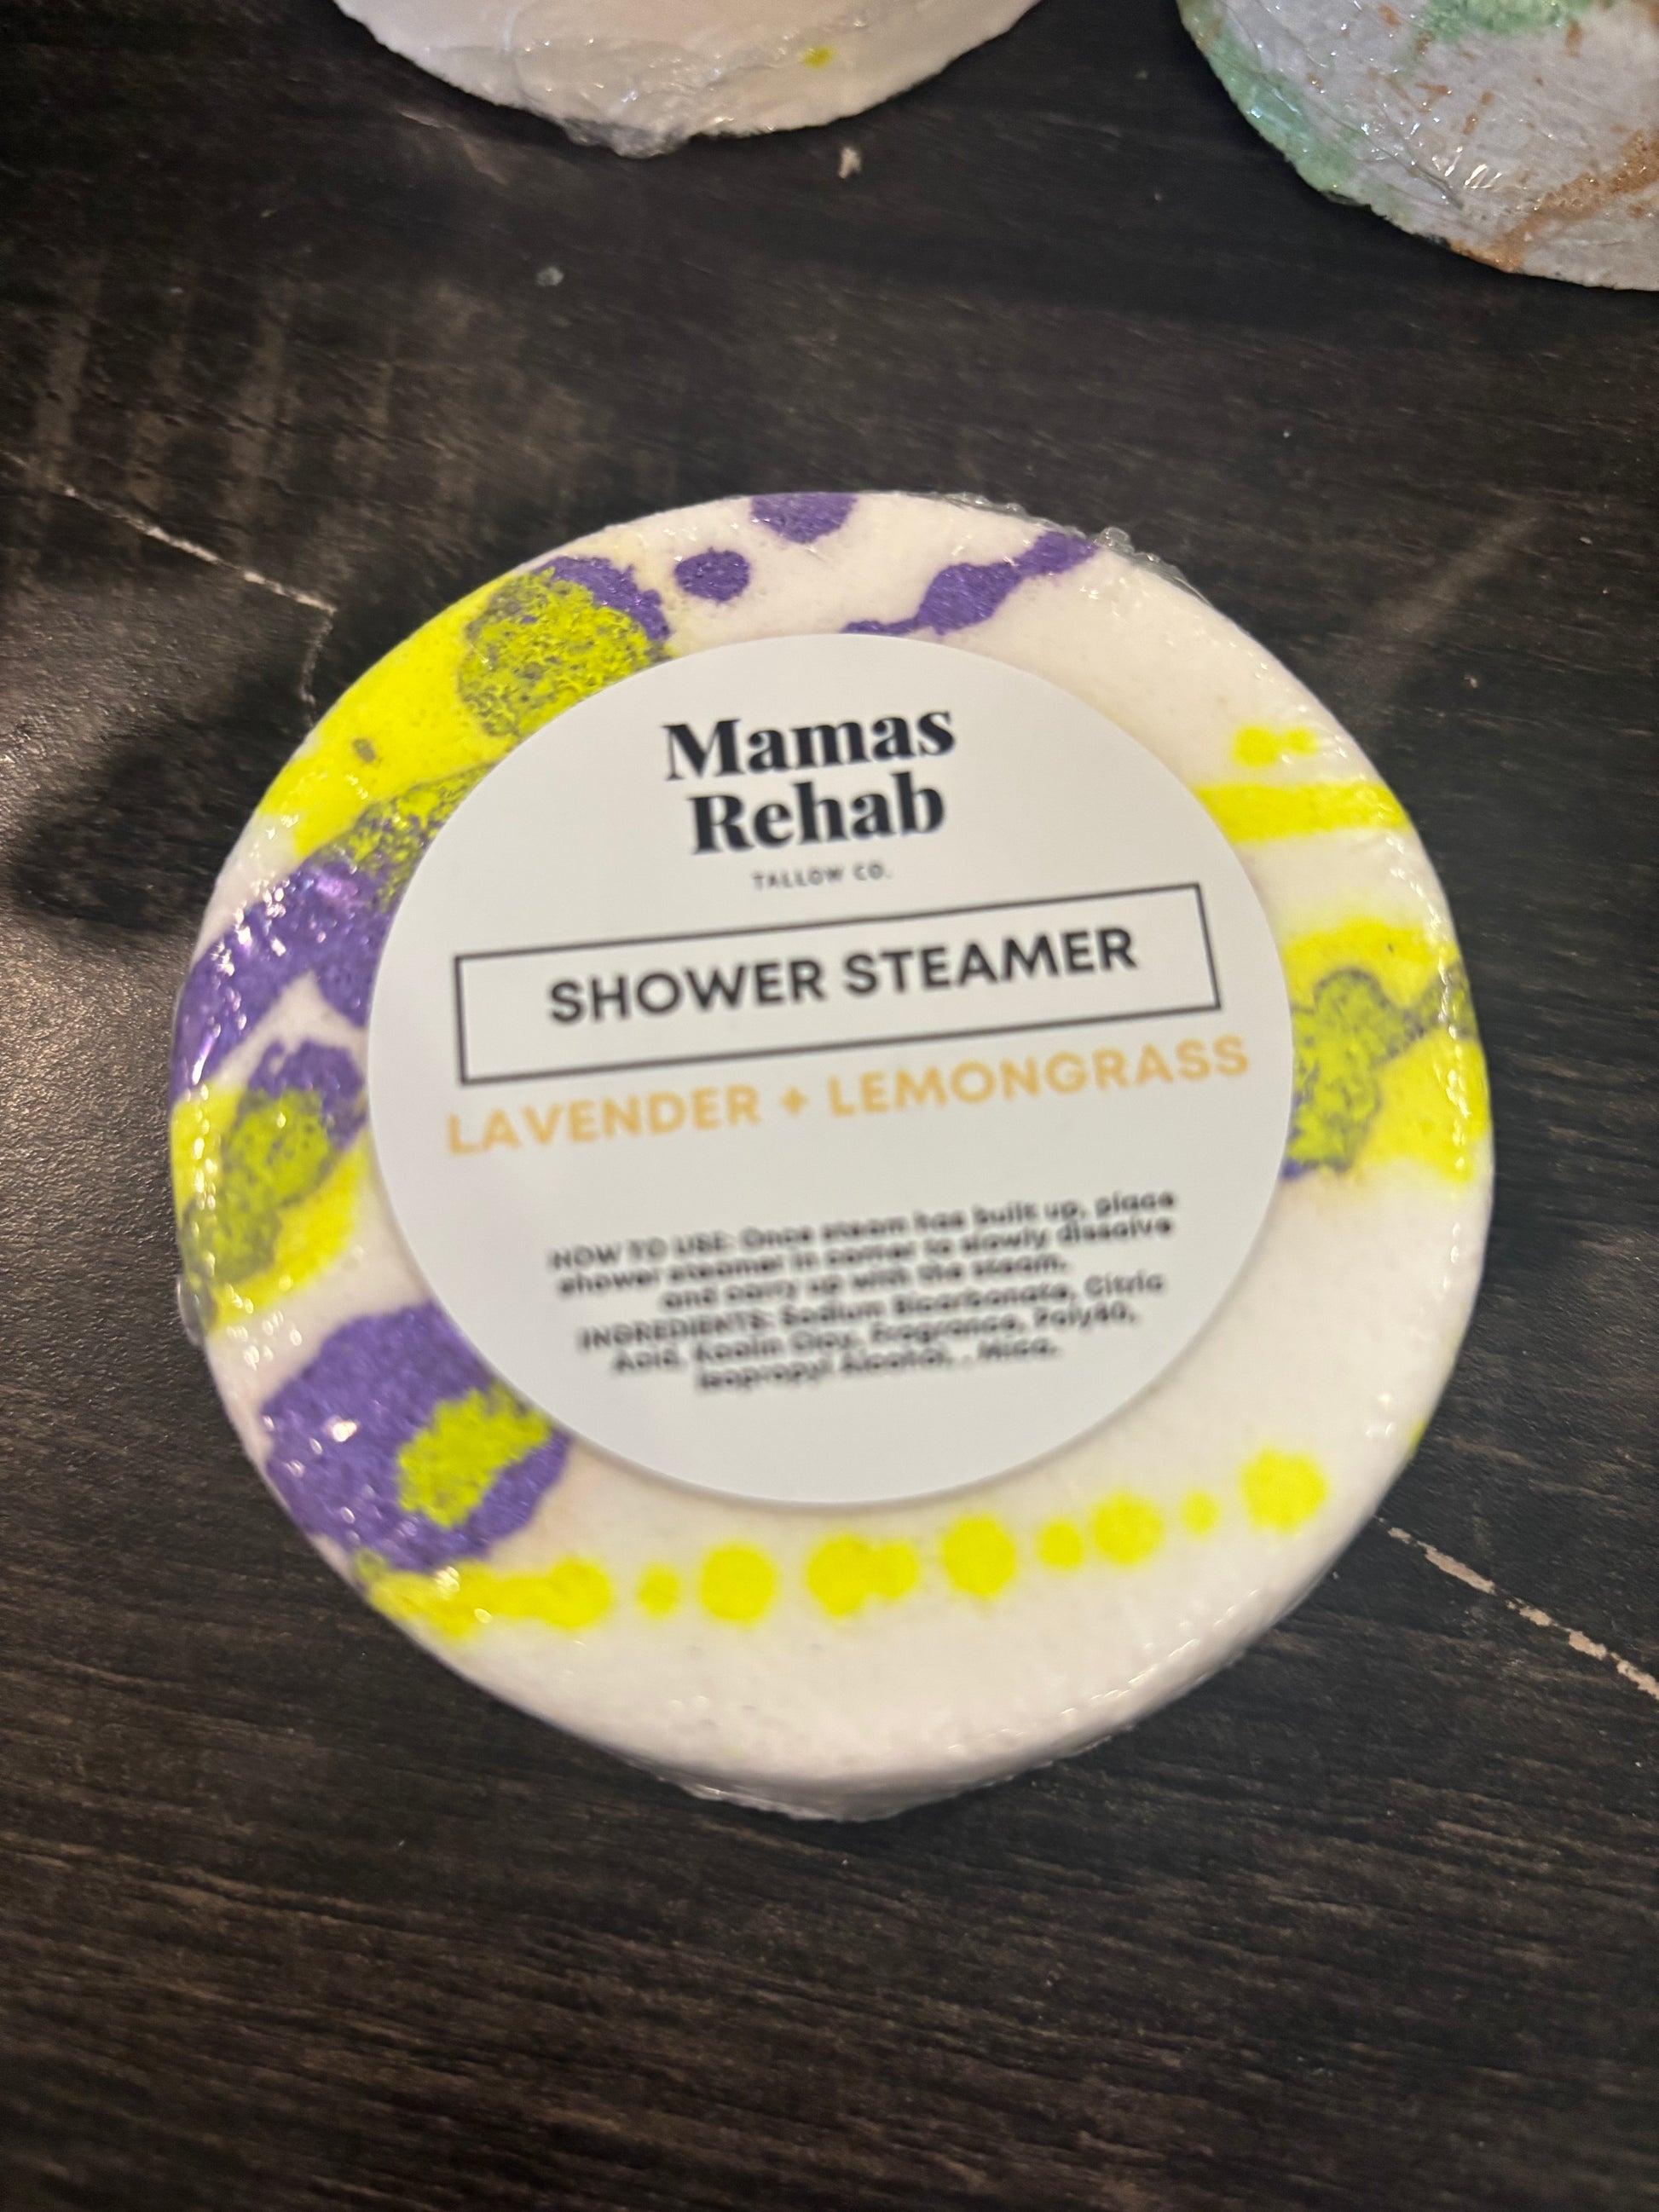 Mamas
Rehab
TALLOW CO.
SHOWER STEAMER
LAVENDER + LEMONGRASS
HOW TO USE: Once steam has built up, place
shower steamer in corner to slowly dissolve
and carry up with the steam.
INGREDIENTS: Sodium Bicarbonate, Citric
Acid, Kaolin Clay, Fragrance, Poly80,
Isopropyl Alcohol, , Mica,